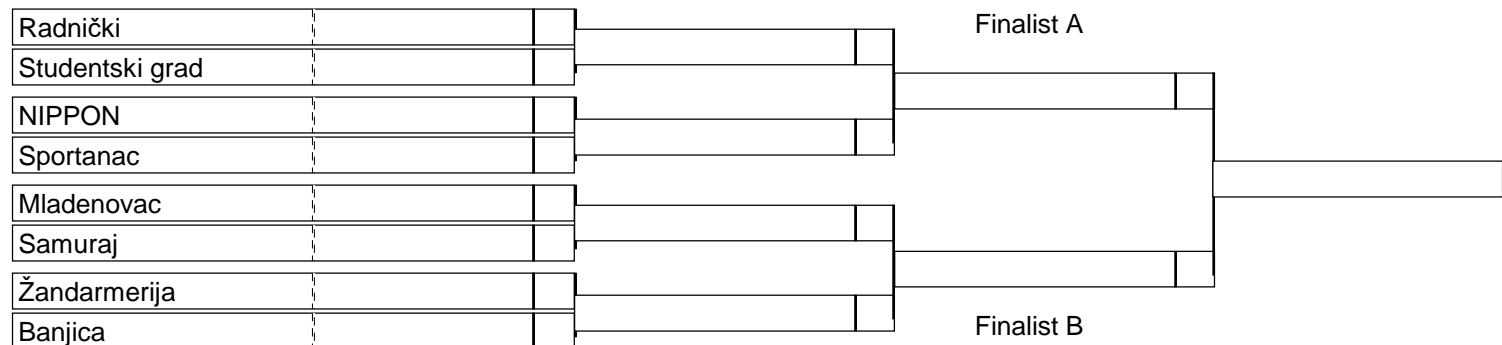 Radnički
Finalist A
Studentski grad
NIPPON
Sportanac
Mladenovac
Samuraj
Žandarmerija
Banjica
Finalist B